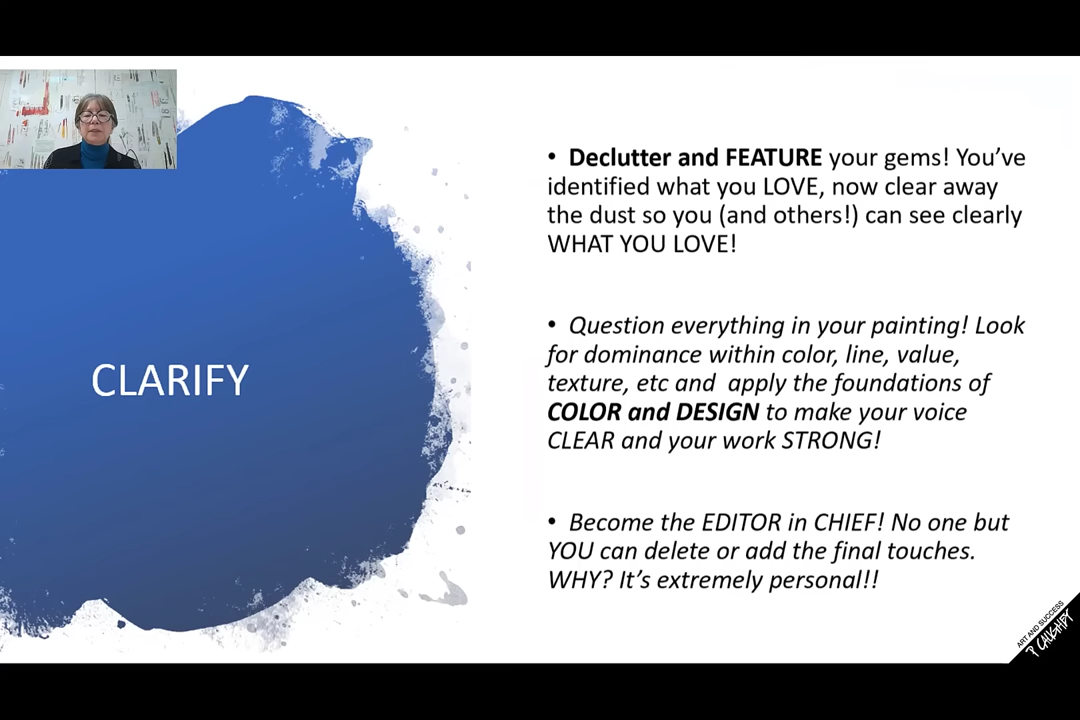 CLARIFY
• Declutter and FEATURE your gems! You’ve
identified what you LOVE, now clear away
the dust so you (and others!) can see clearly
WHAT YOU LOVE!
• Question everything in your painting! Look
for dominance within color, line, value,
texture, etc and  apply the foundations of
COLOR and DESIGN to make your voice
CLEAR and your work STRONG!
• Become the EDITOR in CHIEF! No one but
YOU can delete or add the final touches.
WHY? It’s extremely personal!!
ART AND SUCCESS
P CAUGHEY